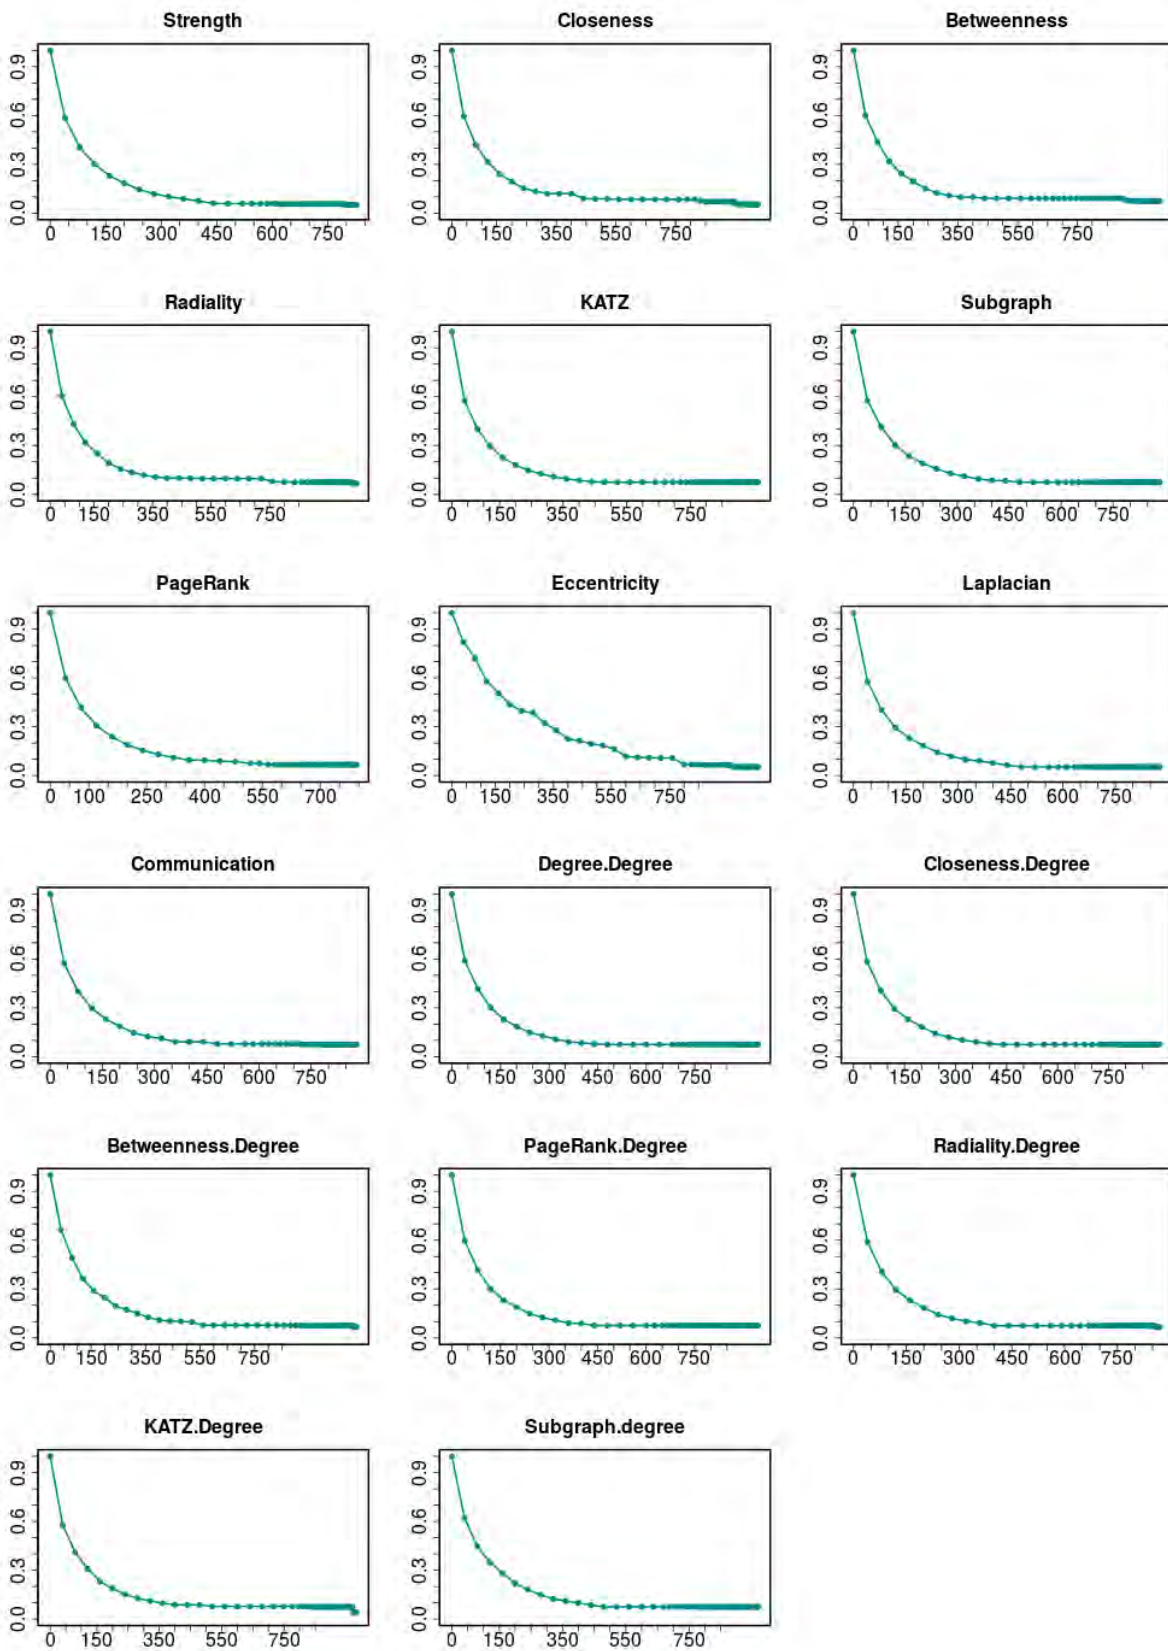 Strength Closeness Betweenness
0.9 0.9 0.9
0.6 0.6 0.6
0.3 0.3 0.3
0.0 0.0 0.0
0 150 300 450 600 750 0 150 350 550 750 0 150 350 550 750
Radiality KATZ Subgraph
0.9 0.9 0.9
0.6 0.6 0.6
0.3 0.3 0.3
0.0 0.0 0.0
0 150 350 550 750 0 150 350 550 750 0 150 300 450 600 750
PageRank Eccentricity Laplacian
0.9 0.9 0.9
0.6 0.6 0.6
0.3 0.3 0.3
0.0 0.0 0.0
0 100 250 400 550 700 0 150 350 550 750 0 150 300 450 600 750
Communication Degree.Degree Closeness.Degree
0.9 0.9 0.9
0.6 0.6 0.6
0.3 0.3 0.3
0.0 0.0 0.0
0 150 300 450 600 750 0 150 300 450 600 750 0 150 300 450 600 750
Betweenness.Degree PageRank.Degree Radiality.Degree
0.9 0.9 0.9
0.6 0.6 0.6
0.3 0.3 0.3
0.0 0.0 0.0
0 150 350 550 750 0 150 300 450 600 750 0 150 300 450 600 750
KATZ.Degree Subgraph.degree
0.9 0.9
0.6 0.6
0.3 0.3
0.0 0.0
0 150 350 550 750 0 150 350 550 750